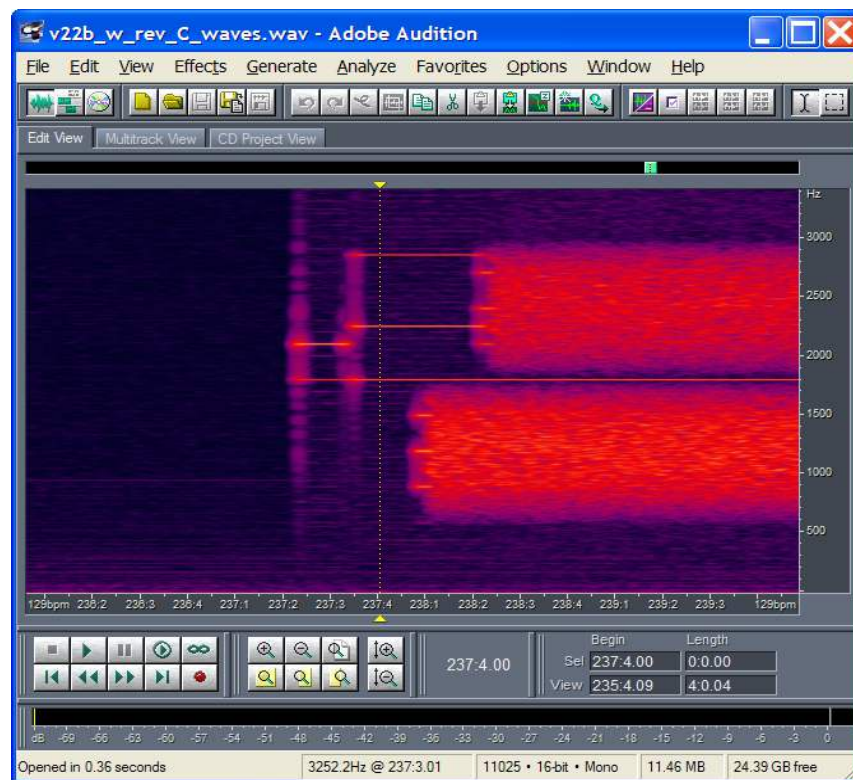 v22b_w_rev_C_waves.wav - Adobe Audition
File Edit View Effects Generate Analyze Favorites Options Window Help
Edit View Multitrack View CD Project View
Hz
3000
2500
2000
1500
1000
500
129bpm 236:2 236:3 236:4 237:1 237:2 237:3 237:4 238:1 238:2 238:3 238:4 239:1 239:2 239:3 129bpm
Begin Length
237:4.00 Sel 237:4.00 0:0.00
View 235:4.09 4:0.04
dB -69 -66 -63 -60 -57 -54 -51 -48 -45 -42 -39 -36 -33 -30 -27 -24 -21 -18 -15 -12 -9 -6 -3 0
Opened in 0.36 seconds 3252.2Hz @ 237:3.01 11025 • 16-bit • Mono 11.46 MB 24.39 GB free